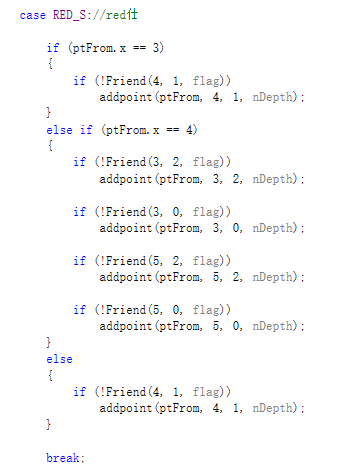 case RED_S://red仕
if (ptFrom.x == 3)
{
if (!Friend(4, 1, flag))
addpoint(ptFrom, 4, 1, nDepth);
}
else if (ptFrom.x == 4)
{
if (!Friend(3, 2, flag))
addpoint(ptFrom, 3, 2, nDepth);
if (!Friend(3, 0, flag))
addpoint(ptFrom, 3, 0, nDepth);
if (!Friend(5, 2, flag))
addpoint(ptFrom, 5, 2, nDepth);
if (!Friend(5, 0, flag))
addpoint(ptFrom, 5, 0, nDepth);
}
else
{
if (!Friend(4, 1, flag))
addpoint(ptFrom, 4, 1, nDepth);
}
break;